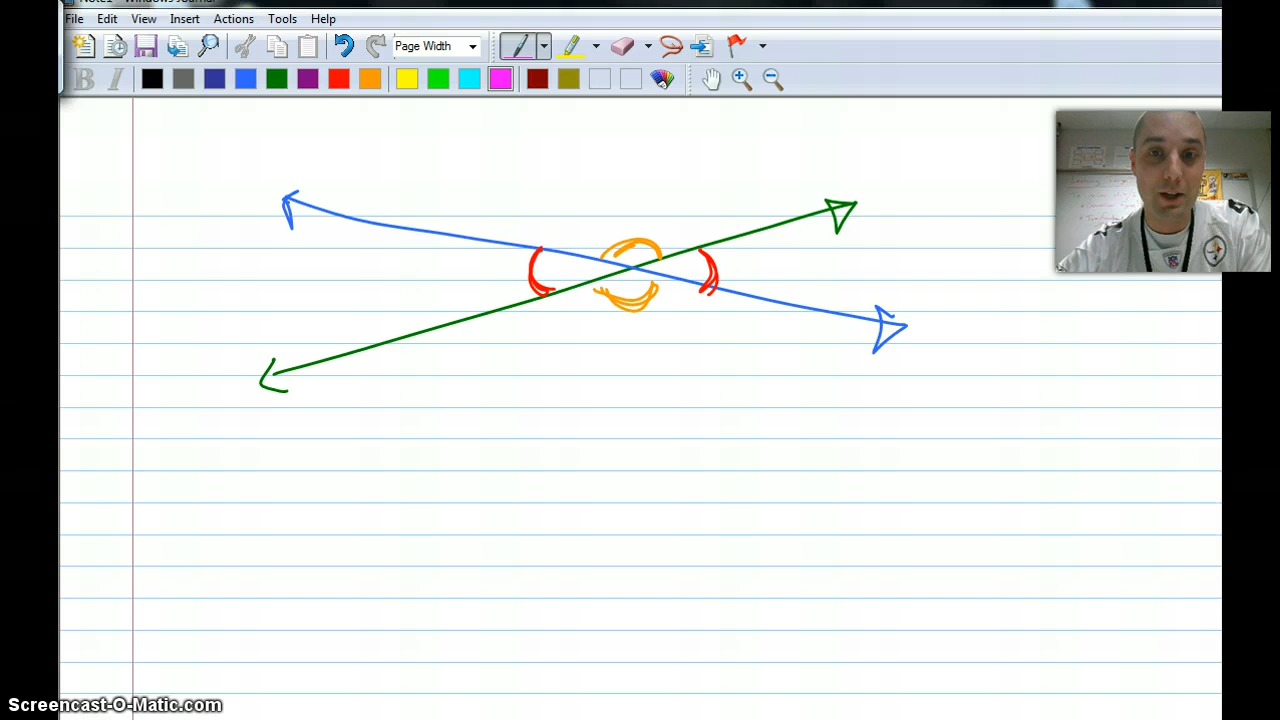 File Edit View Insert Actions Tools Help
Page Width
B I
Screencast-O-Matic.com